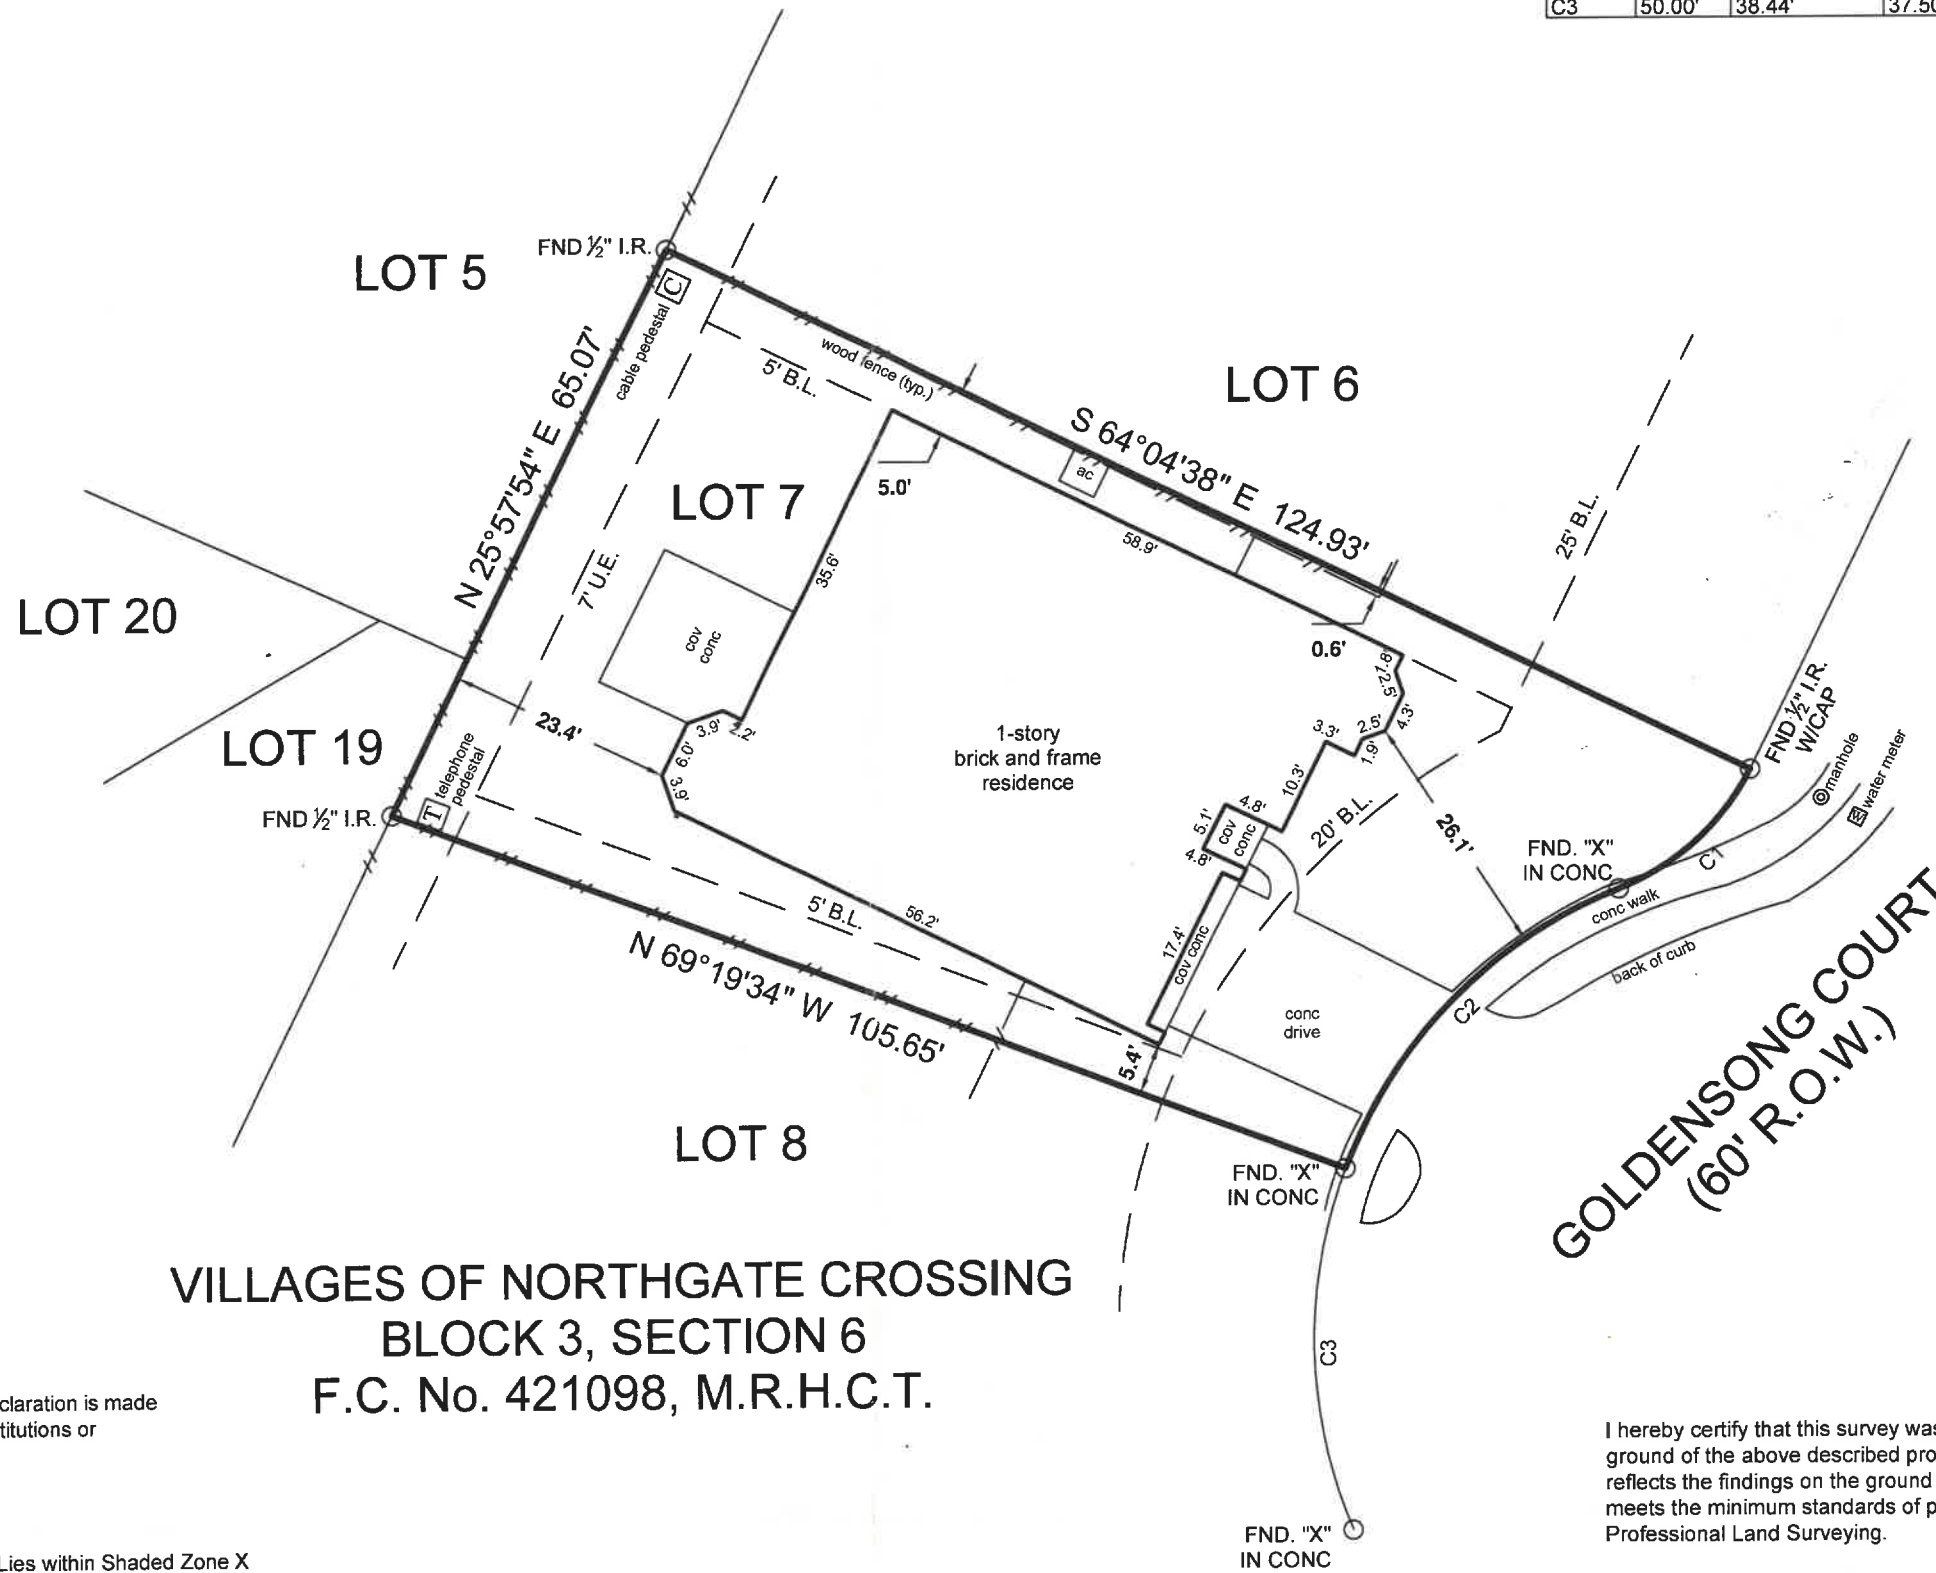 C3 50.00' 38.44'
LOT 5
FND ½" I.R.
C
cable pedestal
N 25°57'54" E 65.07'
5' B.L.
wood fence (typ.)
LOT 6
S 64°04'38" E 124.93'
ac
5.0'
LOT 7
58.9'
25' B.L.
35.6'
7' U.E.
LOT 20
cov
conc
0.6'
1.8'
2.5'
4.3'
2.5'
1.9'
3.3'
FND ½" I.R.
W/CAP
manhole
water meter
LOT 19
23.4'
3.9'
2.2'
6.0'
3.9'
1-story
brick and frame
residence
telephone
pedestal
T
FND ½" I.R.
10.3'
4.8'
5.1'
cov
conc
4.8'
20' B.L.
26.1'
FND. "X"
IN CONC
C1
conc walk
back of curb
5' B.L.
56.2'
N 69°19'34" W 105.65'
17.4'
cov conc
conc
drive
C2
5.4'
GOLDENSONG COURT
(60' R.O.W.)
LOT 8
FND. "X"
IN CONC
VILLAGES OF NORTHGATE CROSSING
BLOCK 3, SECTION 6
F.C. No. 421098, M.R.H.C.T.
C3
claration is made
titutions or
I hereby certify that this survey was
ground of the above described pro
reflects the findings on the ground
meets the minimum standards of p
Professional Land Surveying.
FND. "X"
IN CONC
Lies within Shaded Zone X